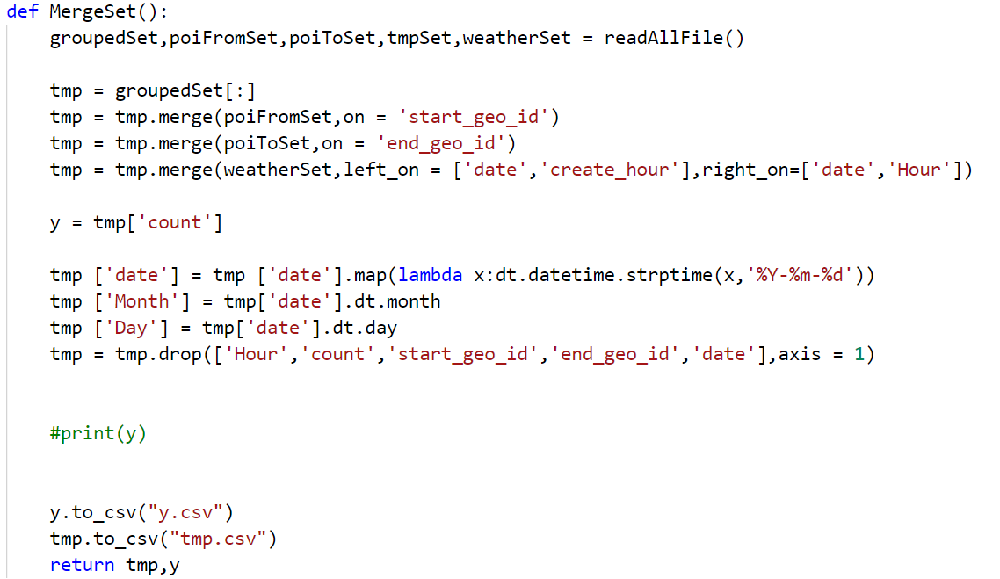 def MergeSet():
    groupedSet,poiFromSet,poiToSet,tmpSet,weatherSet = readAllFile()

    tmp = groupedSet[:]
    tmp = tmp.merge(poiFromSet,on = 'start_geo_id')
    tmp = tmp.merge(poiToSet,on = 'end_geo_id')
    tmp = tmp.merge(weatherSet,left_on = ['date','create_hour'],right_on=['date','Hour'])

    y = tmp['count']

    tmp ['date'] = tmp ['date'].map(lambda x:dt.datetime.strptime(x,'%Y-%m-%d'))
    tmp ['Month'] = tmp['date'].dt.month
    tmp ['Day'] = tmp['date'].dt.day
    tmp = tmp.drop(['Hour','count','start_geo_id','end_geo_id','date'],axis = 1)


    #print(y)


    y.to_csv("y.csv")
    tmp.to_csv("tmp.csv")
    return tmp,y